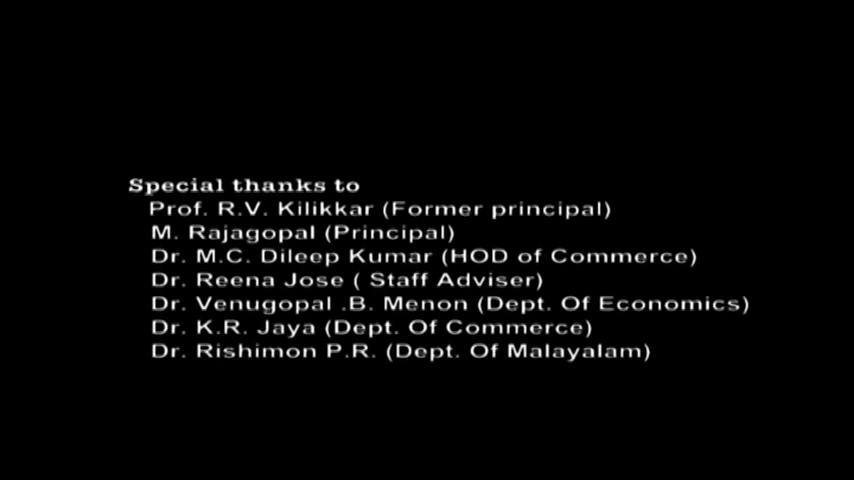 Special thanks to
Prof. R.V. Kilikkar (Former principal)
M. Rajagopal (Principal)
Dr. M.C. Dileep Kumar (HOD of Commerce)
Dr. Reena Jose ( Staff Adviser)
Dr. Venugopal .B. Menon (Dept. Of Economics)
Dr. K.R. Jaya (Dept. Of Commerce)
Dr. Rishimon P.R. (Dept. Of Malayalam)